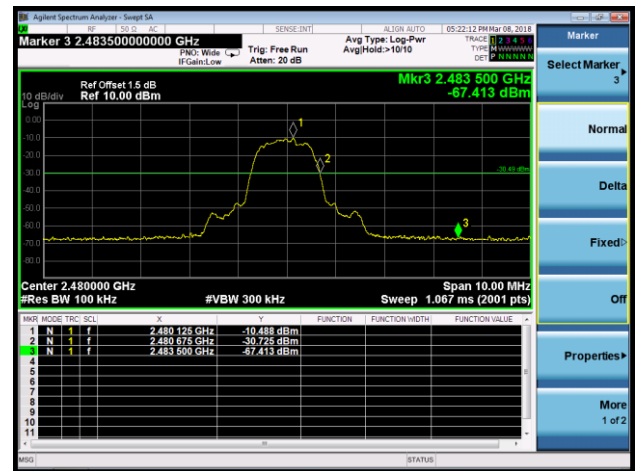 Agilent Spectrum Analyzer - Swept SA
RF 50 Ω AC SENSE:INT ALIGN AUTO 05:22:12 PM Mar 08, 2018
Marker 3 2.483500000000 GHz
PNO: Wide
IFGain:Low
Trig: Free Run
Atten: 20 dB
Avg Type: Log-Pwr
Avg|Hold:>10/10
TRACE 1 2 3 4 5 6
TYPE M WWWWW
DET P NNNNN
Ref Offset 1.5 dB
10 dB/div Ref 10.00 dBm
Log
Mkr3 2.483 500 GHz
-67.413 dBm
0.00
-10.0
-20.0
-30.0
-40.0
-50.0
-60.0
-70.0
-80.0
1
2
3
Center 2.480000 GHz Span 10.00 MHz
#Res BW 100 kHz #VBW 300 kHz Sweep 1.067 ms (2001 pts)
MKR MODE TRC SCL X Y FUNCTION FUNCTION WIDTH FUNCTION VALUE
1 N 1 f 2.480 125 GHz -10.488 dBm
2 N 1 f 2.480 675 GHz -30.725 dBm
3 N 1 f 2.483 500 GHz -67.413 dBm
4
5
6
7
8
9
10
11
MSG STATUS
Marker
Select Marker
3
Normal
Delta
Fixed
Off
Properties
More
1 of 2